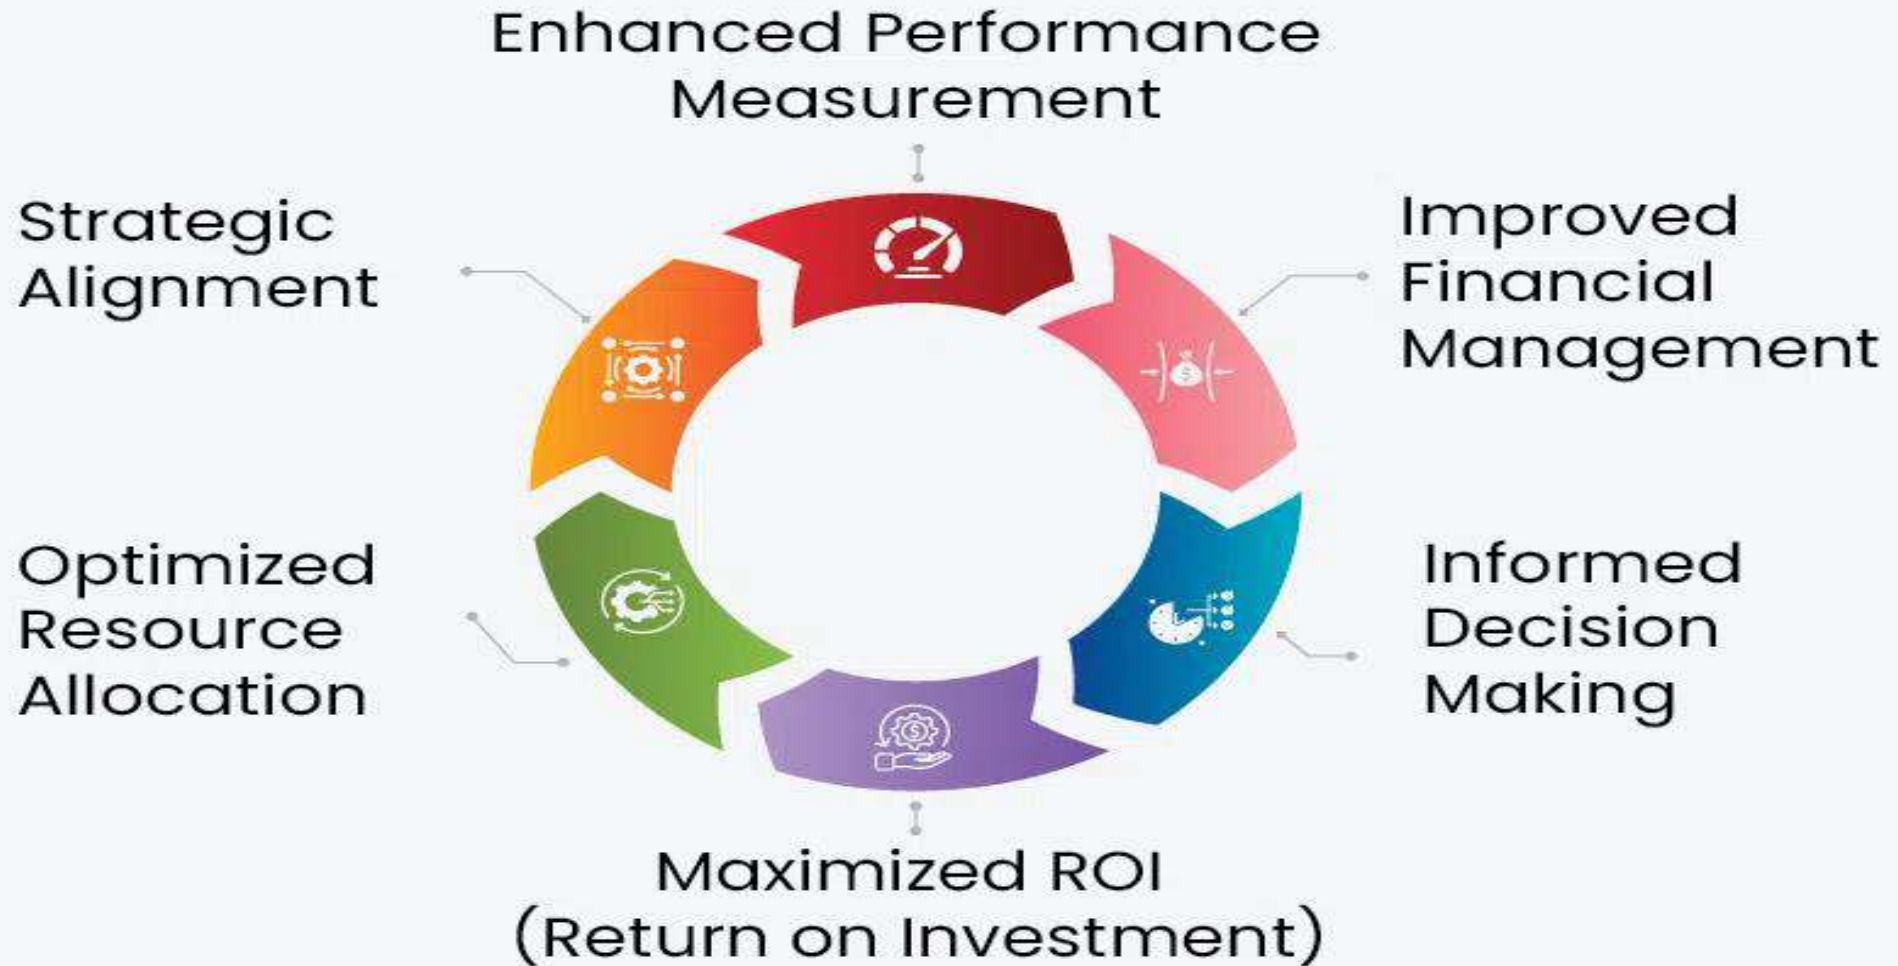 Enhanced Performance
Measurement
Strategic
Alignment
Improved
Financial
Management
Optimized
Resource
Allocation
Informed
Decision
Making
Maximized ROI
(Return on Investment)